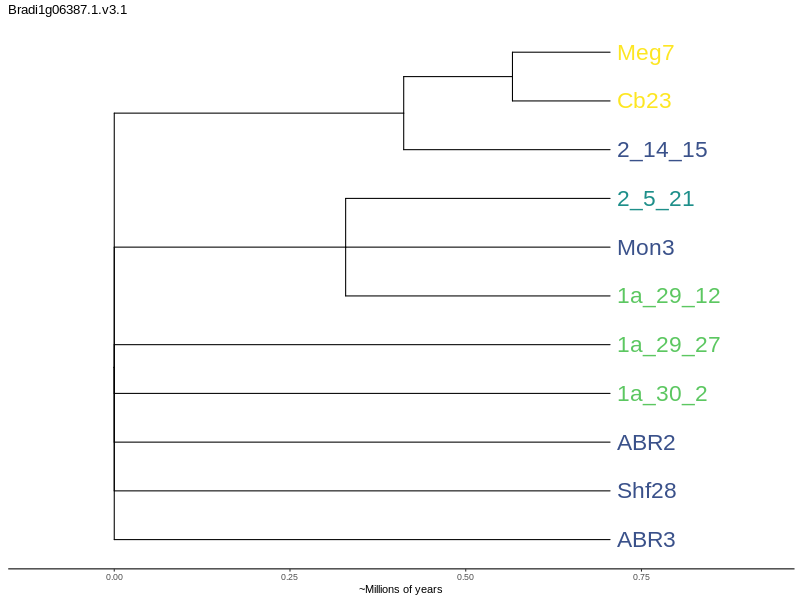 Bradi1g06387.1.v3.1
Meg7
Cb23
2_14_15
2_5_21
Mon3
1a_29_12
1a_29_27
1a_30_2
ABR2
Shf28
ABR3
0.00 0.25 0.50 0.75
~Millions of years